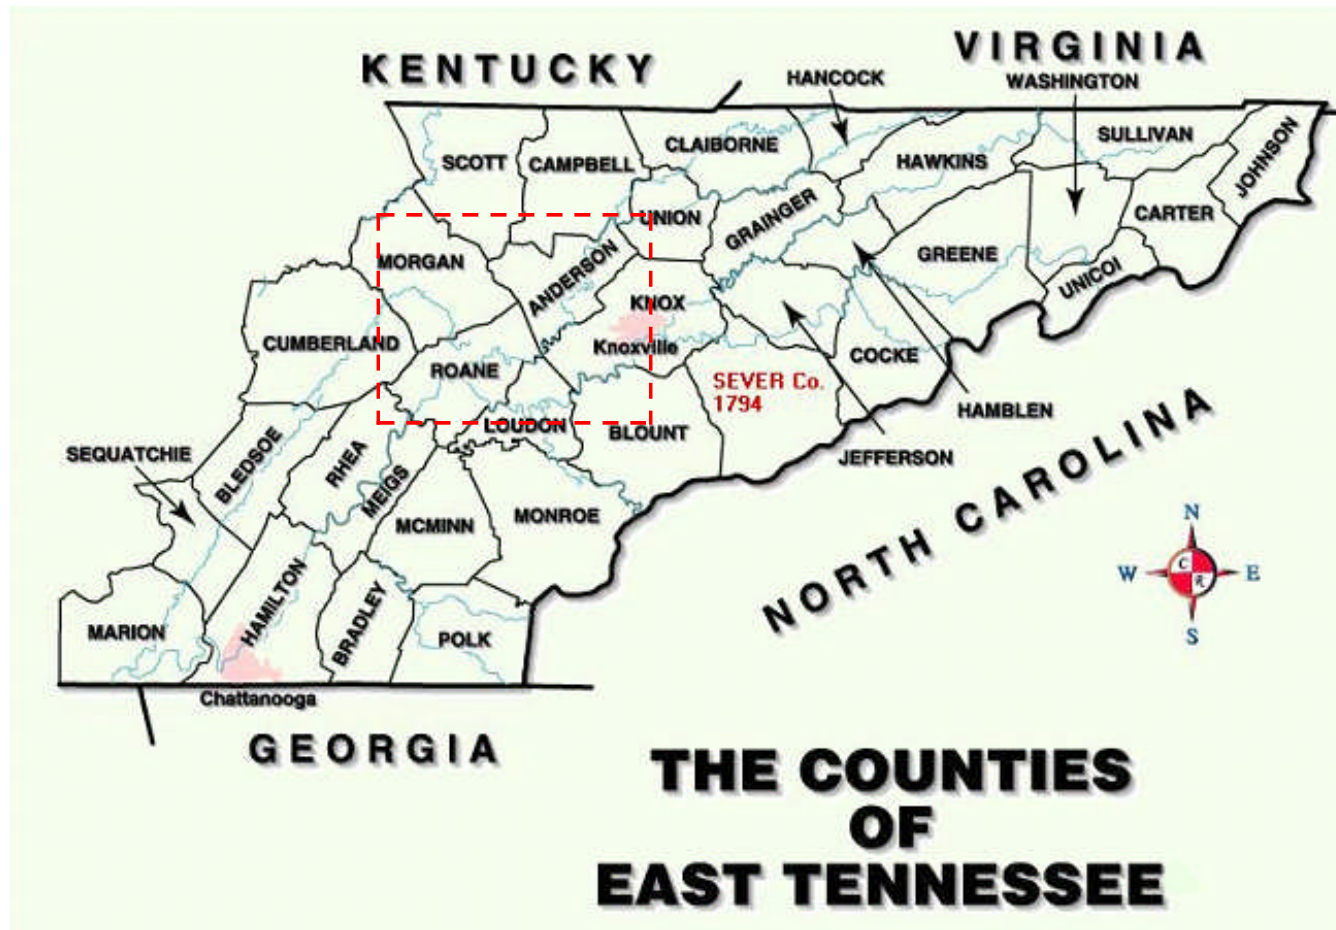 VIRGINIA
KENTUCKY
HANCOCK
WASHINGTON
CLAIBORNE
SULLIVAN
SCOTT
CAMPBELL
HAWKINS
JOHNSON
UNION
GRAINGER
CARTER
MORGAN
ANDERSON
GREENE
UNICOI
KNOX
CUMBERLAND
Knoxville
ROANE
COCKE
SEVER Co.
1794
HAMBLEN
LOUDON
BLOUNT
SEQUATCHIE
BLEDSOE
RHEA
JEFFERSON
MEIGS
MCMINN
MONROE
NORTH CAROLINA
N
W
C
R
E
S
HAMILTON
MARION
BRADLEY
POLK
Chattanooga
GEORGIA
THE COUNTIES
OF
EAST TENNESSEE